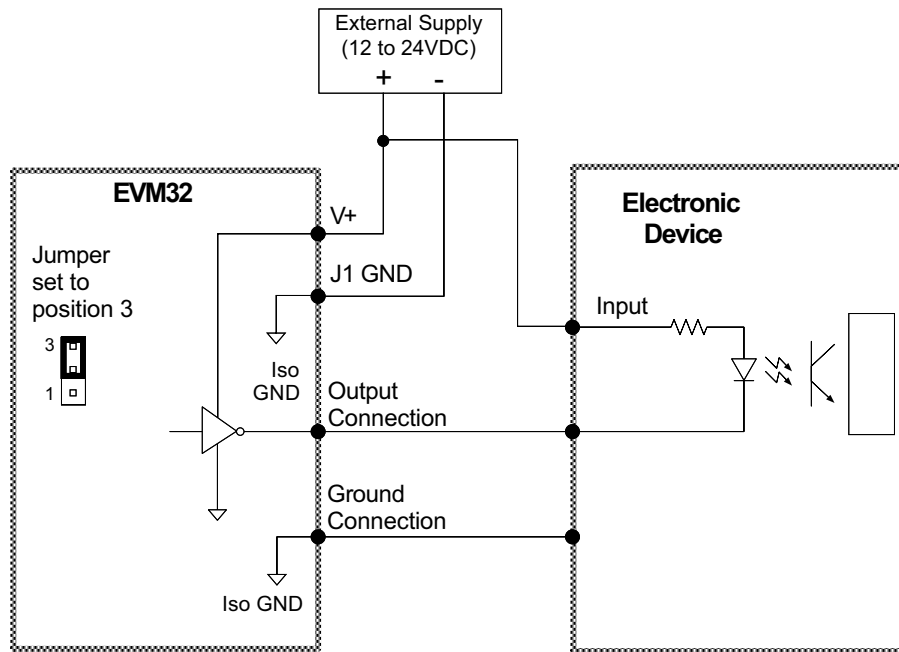 External Supply
(12 to 24VDC)
+ -
EVM32
V+
Electronic
Device
Jumper
set to
position 3
J1 GND
3
1
Input
Iso
GND
Output
Connection
Ground
Connection
Iso GND